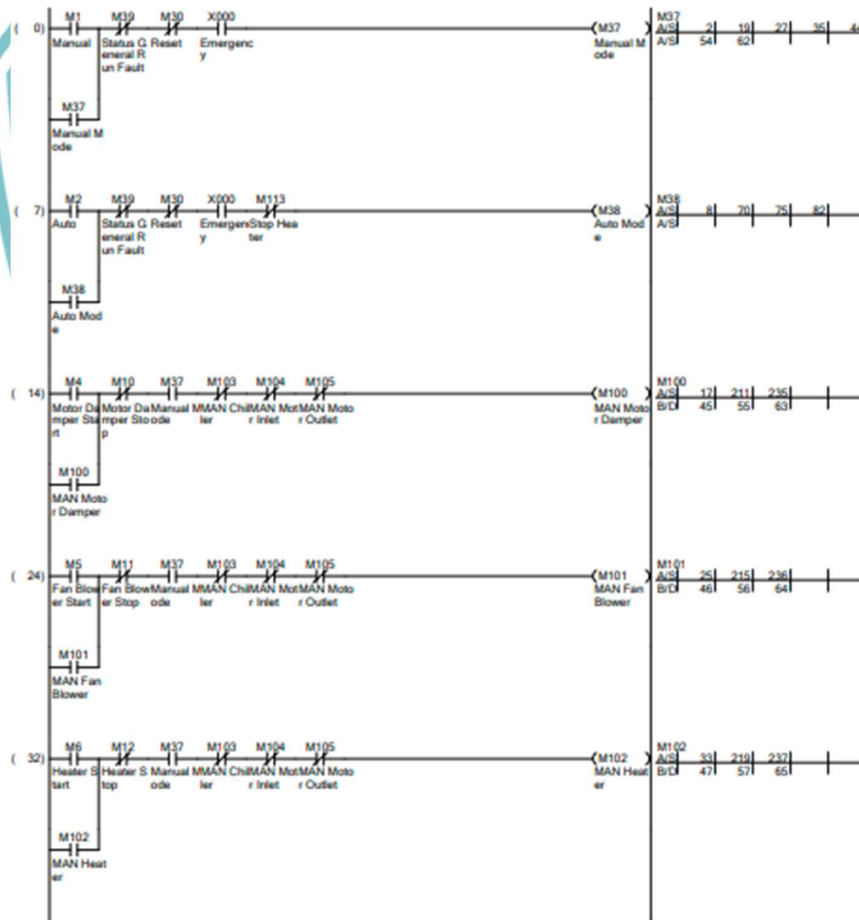 M1 M39 M30 X000 M37 M37
( 0) (M37 ) A/S 2 19 27 35
Manual Status G Reset Emergenc Manual M A/S 54 62
eneral R y ode
un Fault
M37
Manual M
ode
M2 M39 M30 X000 M113 M38
( 7) (M38 ) A/S 8 70 75 82
Auto Status G Reset Emergen Stop Hea Auto Mod A/S
eneral R y ter e
un Fault
M38
Auto Mod
e
M4 M10 M37 M103 M104 M105 M100
( 14) (M100 ) A/S 17 211 235
Motor Da Motor Da Manual M MAN Chil MAN Mot MAN Moto MAN Moto B/D 45 55 63
mper Sta mper Sto ode ler r Inlet r Outlet r Damper
rt p
M100
MAN Moto
r Damper
M5 M11 M37 M103 M104 M105 M101
( 24) (M101 ) A/S 25 215 236
Fan Blow Fan Blow Manual M MAN Chil MAN Mot MAN Moto MAN Fan B/D 46 56 64
er Start er Stop ode ler r Inlet r Outlet Blower
M101
MAN Fan
Blower
M6 M12 M37 M103 M104 M105 M102
( 32) (M102 ) A/S 33 219 237
Heater S Heater S Manual M MAN Chil MAN Mot MAN Moto MAN Heat B/D 47 57 65
tart top ode ler r Inlet r Outlet er
M102
MAN Heat
er